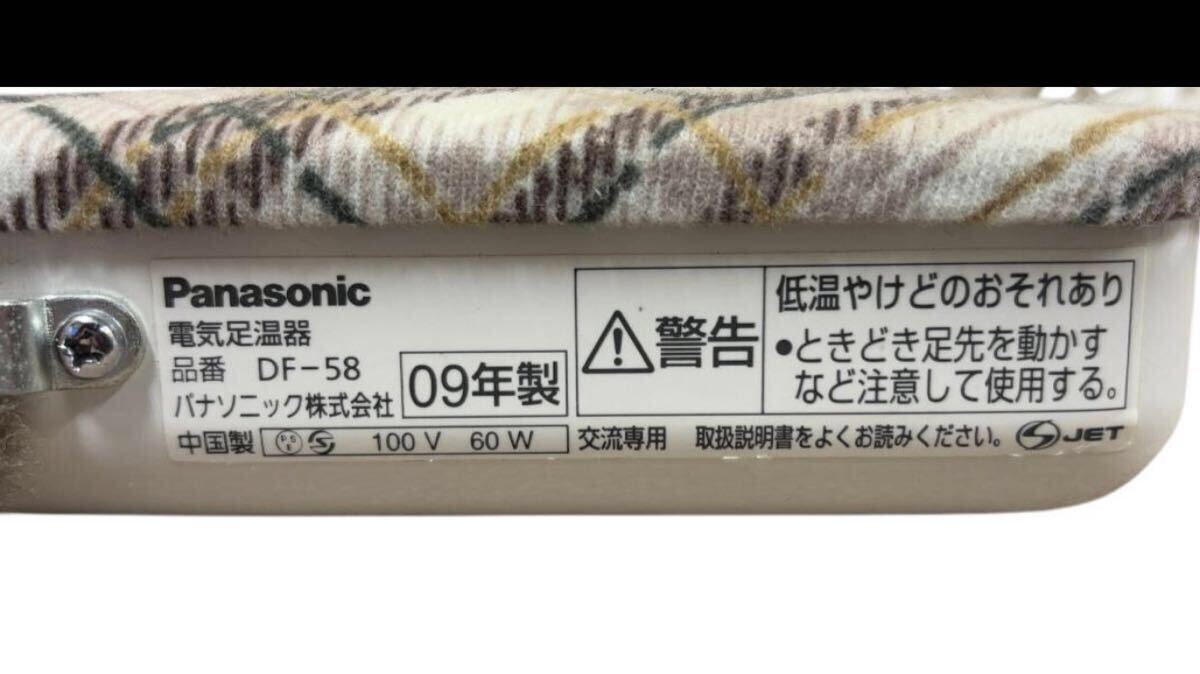 Panasonic
電気足温器
品番 DF-58
パナソニック株式会社
09年製
中国製 PSE 100V 60W
警告
低温やけどのおそれあり
●ときどき足先を動かす
など注意して使用する。
交流専用 取扱説明書をよくお読みください。 JET